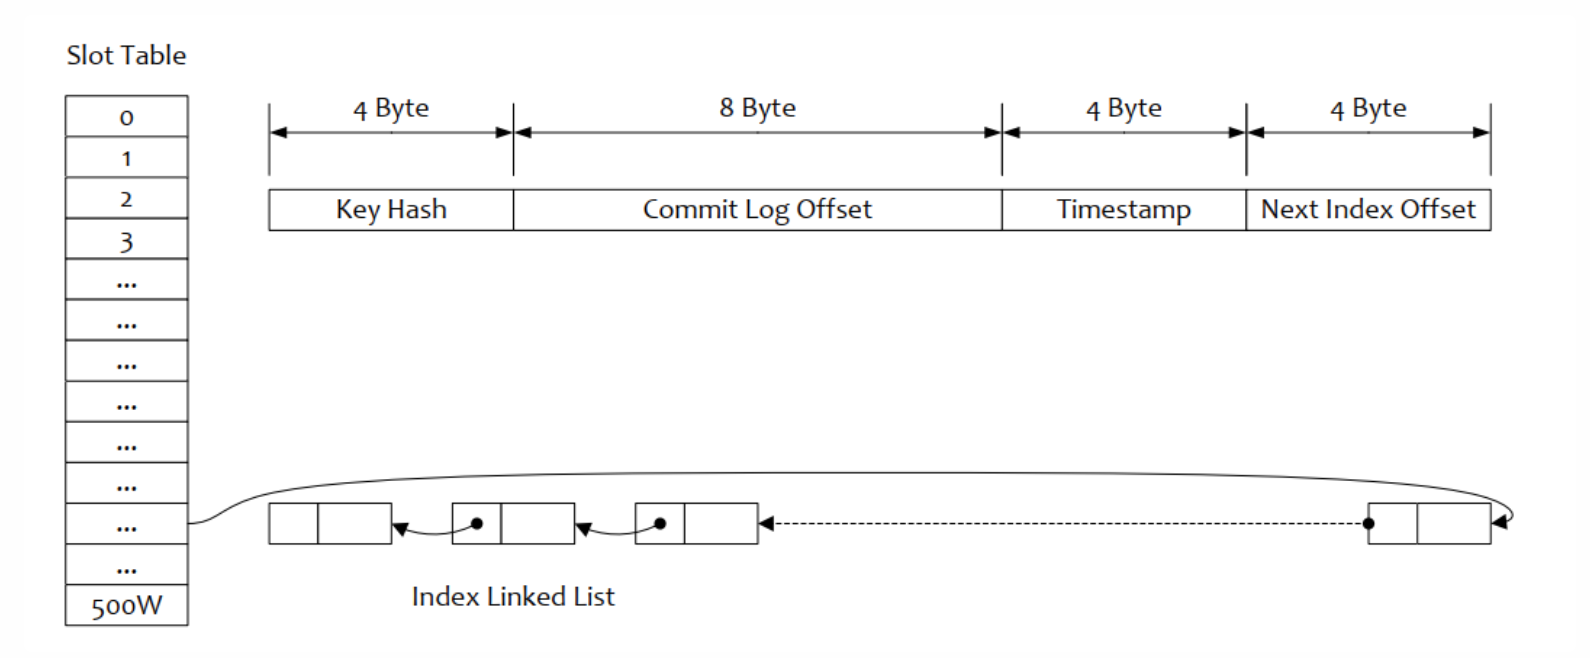 Slot Table
0
1
2
3
...
...
...
...
...
...
...
...
500W
4 Byte 8 Byte 4 Byte 4 Byte
Key Hash Commit Log Offset Timestamp Next Index Offset
Index Linked List